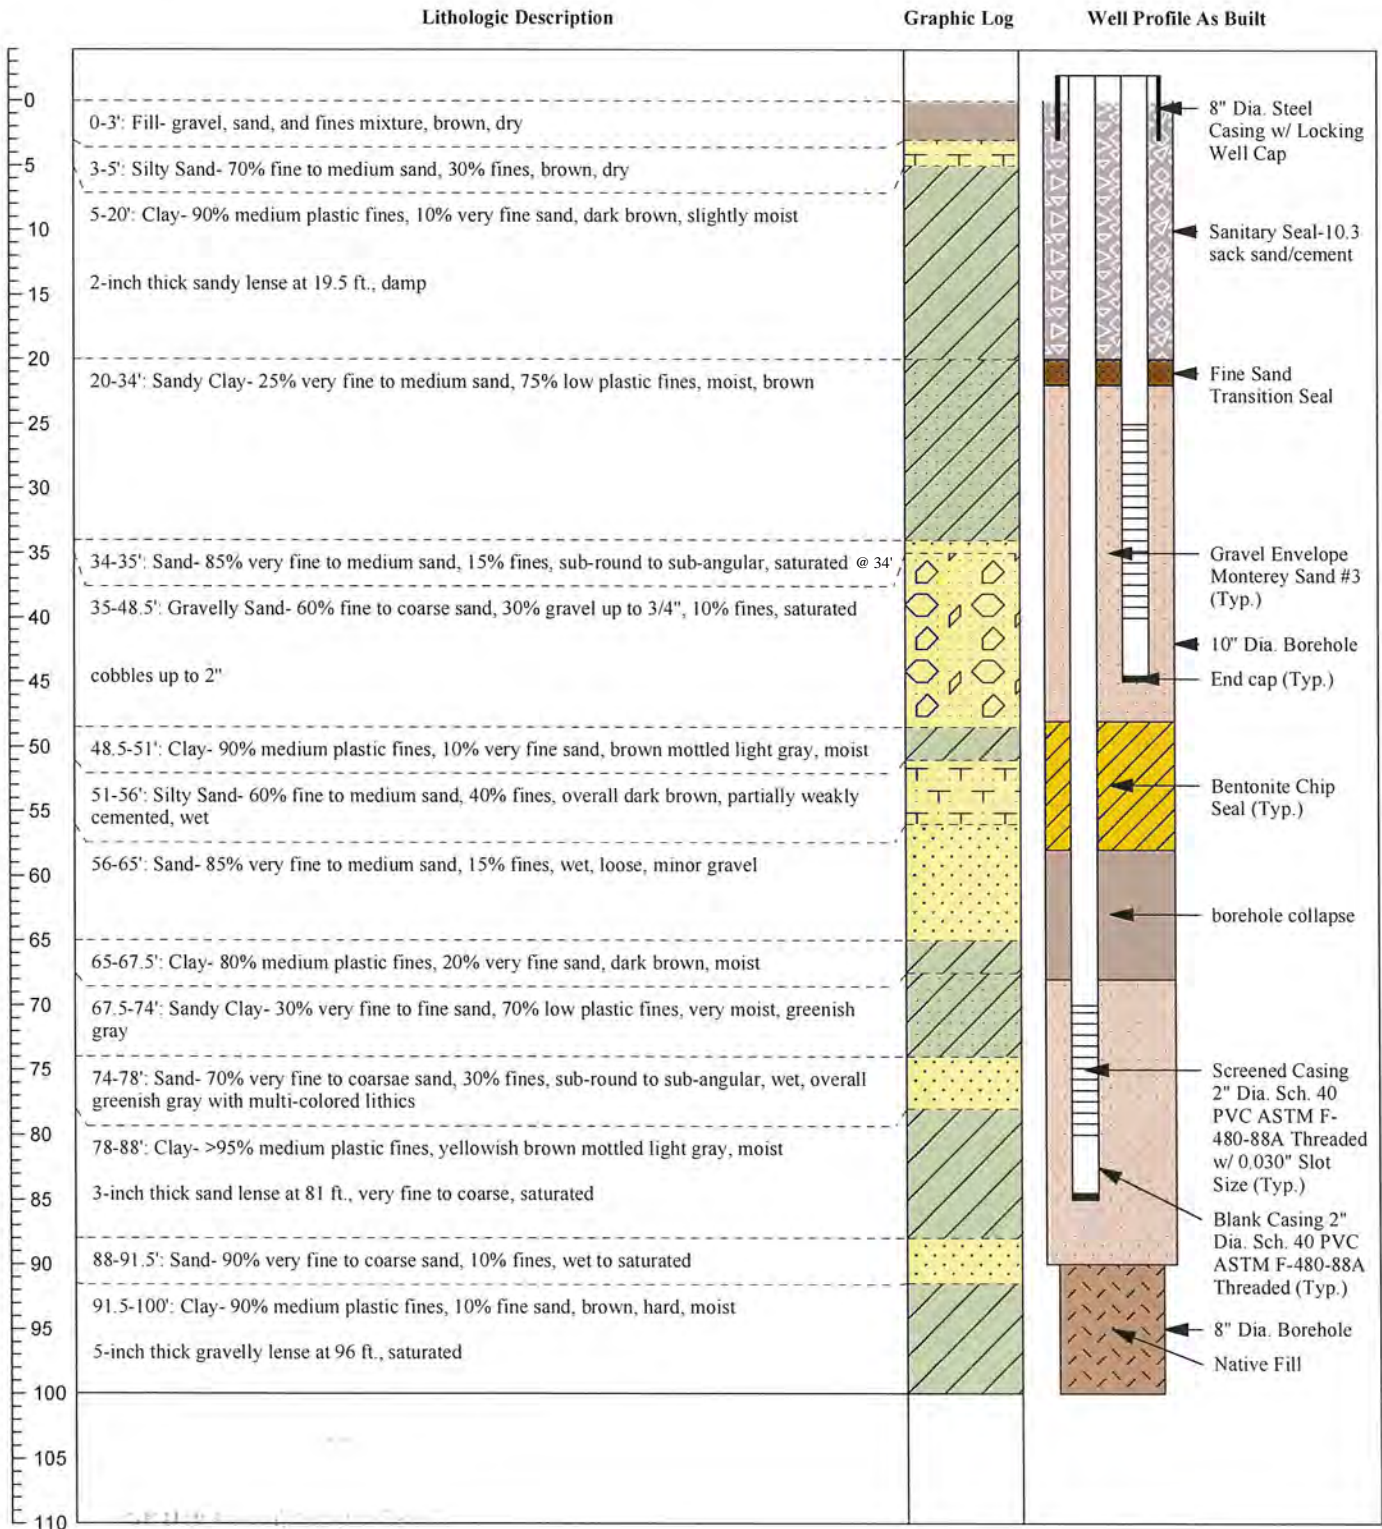 Lithologic Description
Graphic Log
Well Profile As Built
0
5
10
15
20
25
30
35
40
45
50
55
60
65
70
75
80
85
90
95
100
105
110
0-3': Fill- gravel, sand, and fines mixture, brown, dry
3-5': Silty Sand- 70% fine to medium sand, 30% fines, brown, dry
5-20': Clay- 90% medium plastic fines, 10% very fine sand, dark brown, slightly moist
2-inch thick sandy lense at 19.5 ft., damp
20-34': Sandy Clay- 25% very fine to medium sand, 75% low plastic fines, moist, brown
34-35': Sand- 85% very fine to medium sand, 15% fines, sub-round to sub-angular, saturated @ 34'
35-48.5': Gravelly Sand- 60% fine to coarse sand, 30% gravel up to 3/4", 10% fines, saturated
cobbles up to 2"
48.5-51': Clay- 90% medium plastic fines, 10% very fine sand, brown mottled light gray, moist
51-56': Silty Sand- 60% fine to medium sand, 40% fines, overall dark brown, partially weakly
cemented, wet
56-65': Sand- 85% very fine to medium sand, 15% fines, wet, loose, minor gravel
65-67.5': Clay- 80% medium plastic fines, 20% very fine sand, dark brown, moist
67.5-74': Sandy Clay- 30% very fine to fine sand, 70% low plastic fines, very moist, greenish
gray
74-78': Sand- 70% very fine to coarsae sand, 30% fines, sub-round to sub-angular, wet, overall
greenish gray with multi-colored lithics
78-88': Clay- >95% medium plastic fines, yellowish brown mottled light gray, moist
3-inch thick sand lense at 81 ft., very fine to coarse, saturated
88-91.5': Sand- 90% very fine to coarse sand, 10% fines, wet to saturated
91.5-100': Clay- 90% medium plastic fines, 10% fine sand, brown, hard, moist
5-inch thick gravelly lense at 96 ft., saturated
8" Dia. Steel
Casing w/ Locking
Well Cap
Sanitary Seal-10.3
sack sand/cement
Fine Sand
Transition Seal
Gravel Envelope
Monterey Sand #3
(Typ.)
10" Dia. Borehole
End cap (Typ.)
Bentonite Chip
Seal (Typ.)
borehole collapse
Screened Casing
2" Dia. Sch. 40
PVC ASTM F-
480-88A Threaded
w/ 0.030" Slot
Size (Typ.)
Blank Casing 2"
Dia. Sch. 40 PVC
ASTM F-480-88A
Threaded (Typ.)
8" Dia. Borehole
Native Fill